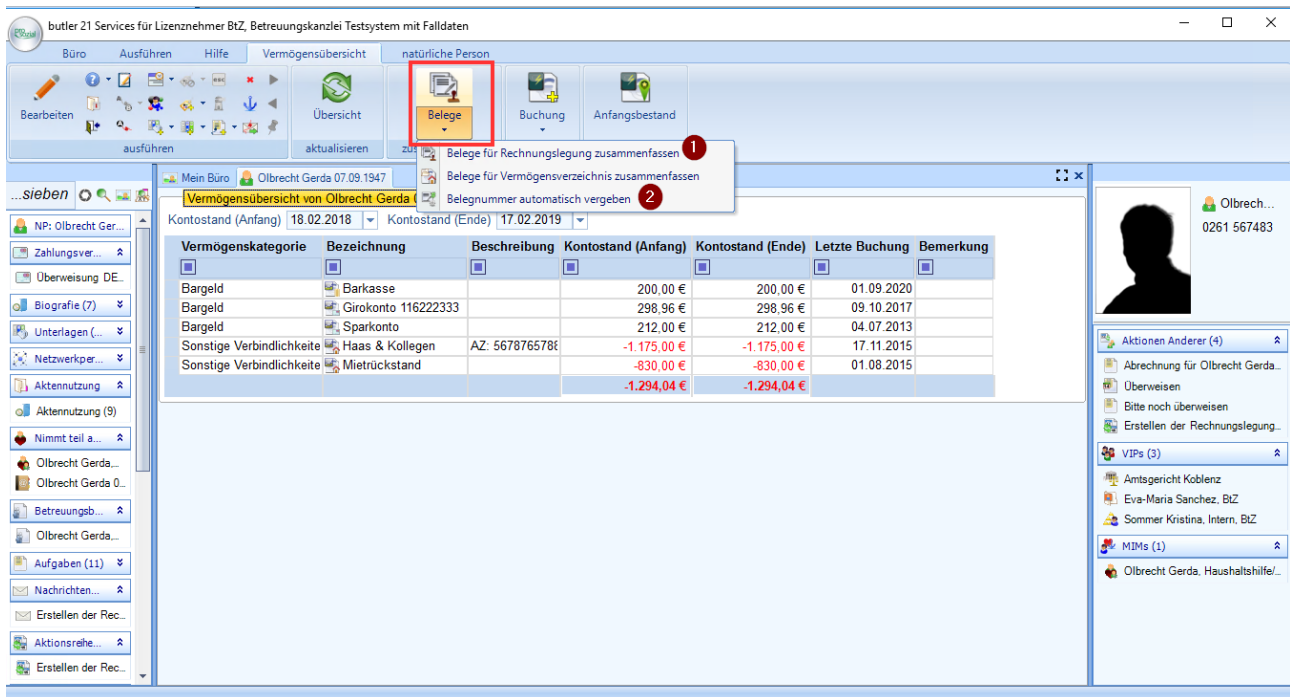 butler 21 Services für Lizenznehmer BtZ, Betreuungskanzlei Testsystem mit Falldaten
Büro Ausführen Hilfe Vermögensübersicht natürliche Person
Bearbeiten
ausführen
Übersicht
aktualisieren
Belege
Buchung
Anfangsbestand
Belege für Rechnungslegung zusammenfassen 1
Belege für Vermögensverzeichnis zusammenfassen
Belegnummer automatisch vergeben 2
...sieben
Mein Büro Olbrecht Gerda 07.09.1947
Vermögensübersicht von Olbrecht Gerda
Kontostand (Anfang) 18.02.2018 Kontostand (Ende) 17.02.2019
Vermögenskategorie Bezeichnung Beschreibung Kontostand (Anfang) Kontostand (Ende) Letzte Buchung Bemerkung
Bargeld Barkasse 200,00 € 200,00 € 01.09.2020
Bargeld Girokonto 116222333 298,96 € 298,96 € 09.10.2017
Bargeld Sparkonto 212,00 € 212,00 € 04.07.2013
Sonstige Verbindlichkeite Haas & Kollegen AZ: 567876578 -1.175,00 € -1.175,00 € 17.11.2015
Sonstige Verbindlichkeite Mietrückstand -830,00 € -830,00 € 01.08.2015
-1.294,04 € -1.294,04 €
NP: Olbrecht Ger...
Zahlungsver...
Überweisung DE...
Biografie (7)
Unterlagen (...
Netzwerkper...
Aktennutzung
Aktennutzung (9)
Nimmt teil a...
Olbrecht Gerda,...
Olbrecht Gerda 0...
Betreuungsb...
Olbrecht Gerda,...
Aufgaben (11)
Nachrichten...
Erstellen der Rec...
Aktionsreihe...
Erstellen der Rec...
Olbrech...
0261 567483
Aktionen Anderer (4)
Abrechnung für Olbrecht Gerda...
Überweisen
Bitte noch überweisen
Erstellen der Rechnungslegung...
VIPs (3)
Amtsgericht Koblenz
Eva-Maria Sanchez, BtZ
Sommer Kristina, Intern, BtZ
MIMs (1)
Olbrecht Gerda, Haushaltshilfe/...